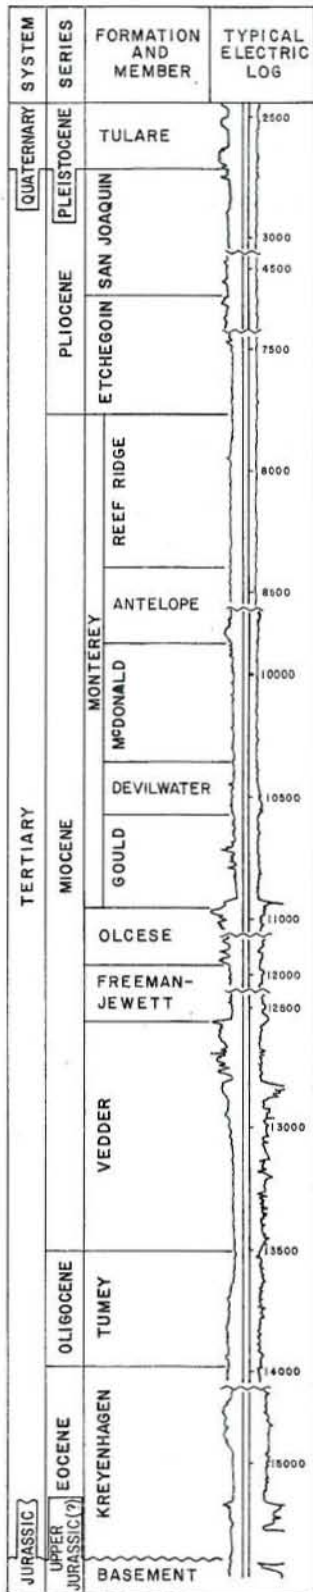 SYSTEM
SERIES
FORMATION
AND
MEMBER
TYPICAL
ELECTRIC
LOG
QUATERNARY
PLEISTOCENE
TULARE
2500
SAN JOAQUIN
3000
4500
PLIOCENE
ETCHEGOIN
7500
TERTIARY
MIOCENE
MONTEREY
REEF RIDGE
8000
8500
ANTELOPE
McDONALD
10000
DEVILWATER
10500
GOULD
11000
OLCESE
12000
FREEMAN-
JEWETT
12500
VEDDER
13000
13500
OLIGOCENE
TUMEY
14000
EOCENE
KREYENHAGEN
15000
JURASSIC
UPPER
JURASSIC(?)
BASEMENT